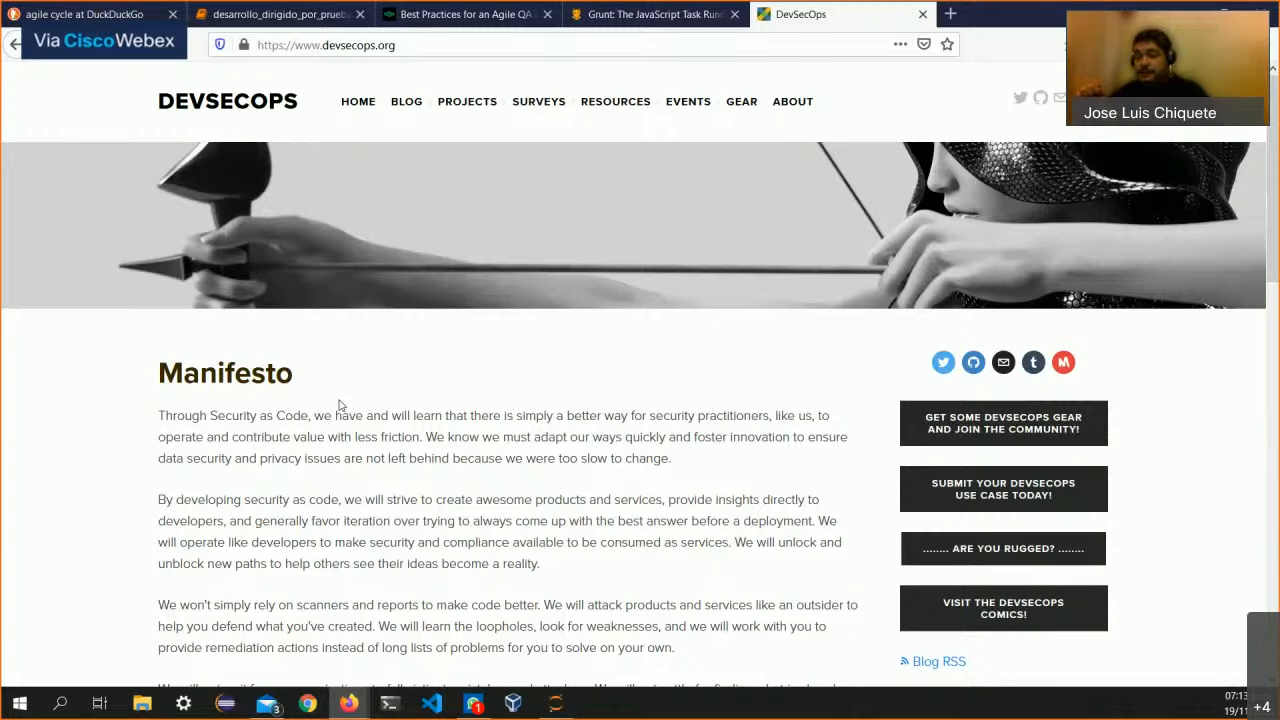 agile cycle at DuckDuckGo
desarrollo_dirigido_por_prueba
Best Practices for an Agile QA
Grunt: The JavaScript Task Run
DevSecOps
Via CiscoWebex
https://www.devsecops.org
Jose Luis Chiquete
DEVSECOPS
HOME BLOG PROJECTS SURVEYS RESOURCES EVENTS GEAR ABOUT
Manifesto
Through Security as Code, we have and will learn that there is simply a better way for security practitioners, like us, to
operate and contribute value with less friction. We know we must adapt our ways quickly and foster innovation to ensure
data security and privacy issues are not left behind because we were too slow to change.
By developing security as code, we will strive to create awesome products and services, provide insights directly to
developers, and generally favor iteration over trying to always come up with the best answer before a deployment. We
will operate like developers to make security and compliance available to be consumed as services. We will unlock and
unblock new paths to help others see their ideas become a reality.
We won't simply rely on scanners and reports to make code better. We will attack products and services like an outsider to
help you defend what you've created. We will learn the loopholes, look for weaknesses, and we will work with you to
provide remediation actions instead of long lists of problems for you to solve on your own.
GET SOME DEVSECOPS GEAR
AND JOIN THE COMMUNITY!
SUBMIT YOUR DEVSECOPS
USE CASE TODAY!
........ ARE YOU RUGGED? ........
VISIT THE DEVSECOPS
COMICS!
Blog RSS
3
1
07:13
19/11
+4